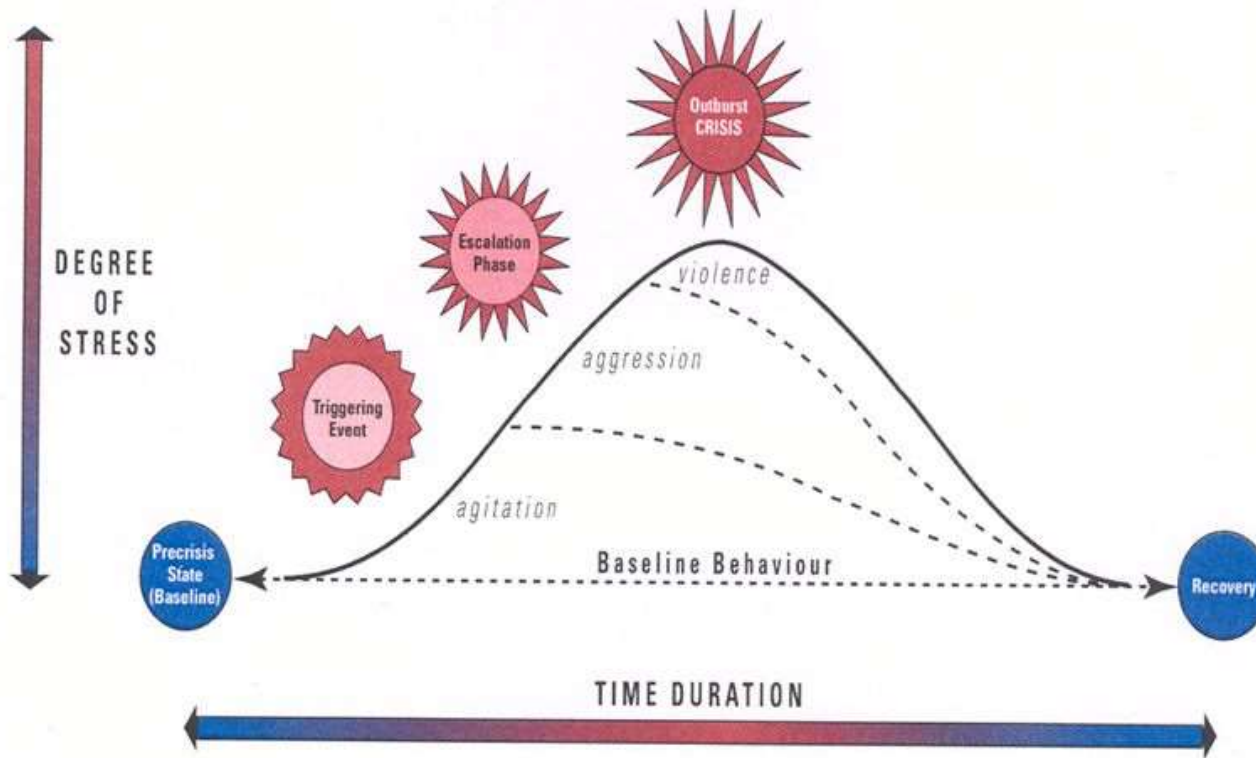 Outburst
CRISIS
Escalation
Phase
violence
DEGREE
OF
STRESS
aggression
Triggering
Event
agitation
Precrisis
State
(Baseline)
Baseline Behaviour
Recovery
TIME DURATION